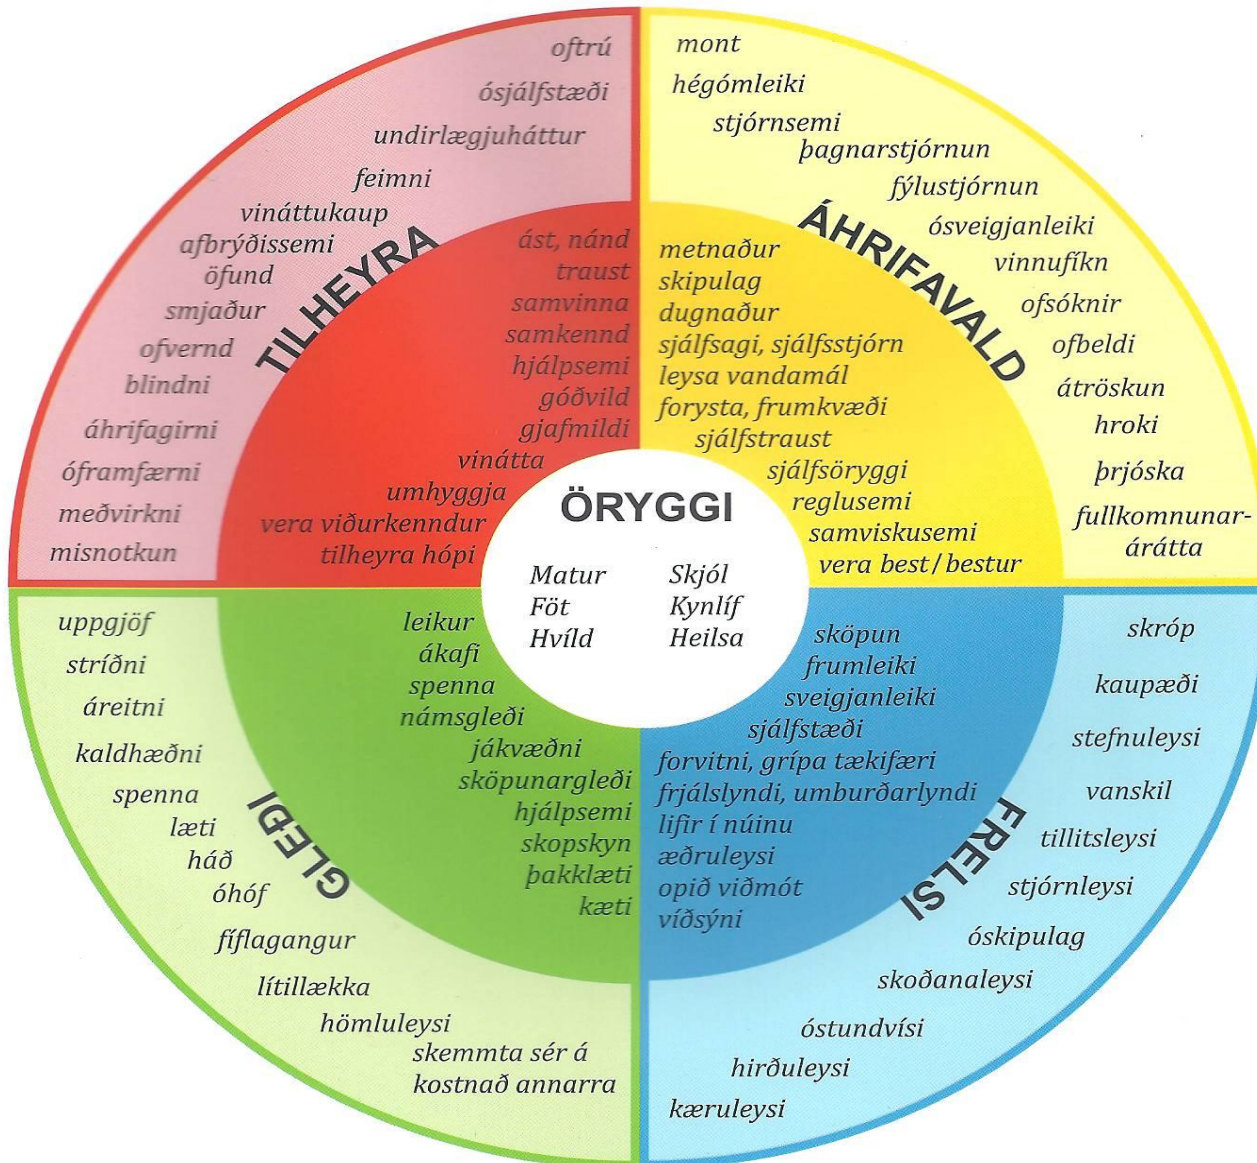 oftrú
ósjálfstæði
undirlægjuháttur
feimni
vináttukaup
afbrýðissemi
öfund
smjaður
ofvernd
blindni
áhrifagirni
óframfærni
meðvirkni
misnotkun
TILHEYRA
ást, nánd
traust
samvinna
samkennd
hjálpsemi
góðvild
gjafmildi
vinátta
umhyggja
vera viðurkenndur
tilheyra hópi
mont
hégómleiki
stjórnsemi
þagnarstjórnun
fýlustjórnun
ósveigjanleiki
vinnufíkn
ofsóknir
ofbeldi
átröskun
hroki
þrjóska
fullkomnunar-
árátta
ÁHRIFAVALD
metnaður
skipulag
dugnaður
sjálfsagi, sjálfsstjórn
leysa vandamál
forysta, frumkvæði
sjálfstraust
sjálfsöryggi
reglusemi
samviskusemi
vera best/bestur
ÖRYGGI
Matur Skjól
Föt Kynlíf
Hvíld Heilsa
uppgjöf
stríðni
áreitni
kaldhæðni
spenna
læti
háð
óhóf
fíflagangur
lítillækka
hömluleysi
skemmta sér á
kostnað annarra
GLEÐI
leikur
ákafi
spenna
námsgleði
jákvæðni
sköpunargleði
hjálpsemi
skopskyn
þakklæti
kæti
sköpun
frumleiki
sveigjanleiki
sjálfstæði
forvitni, grípa tækifæri
frjálslyndi, umburðarlyndi
lifir í núinu
æðruleysi
opið viðmót
víðsýni
FRELSI
skróp
kaupæði
stefnuleysi
vanskil
tillitsleysi
stjórnleysi
óskipulag
skoðanaleysi
óstundvísi
hirðuleysi
kæruleysi